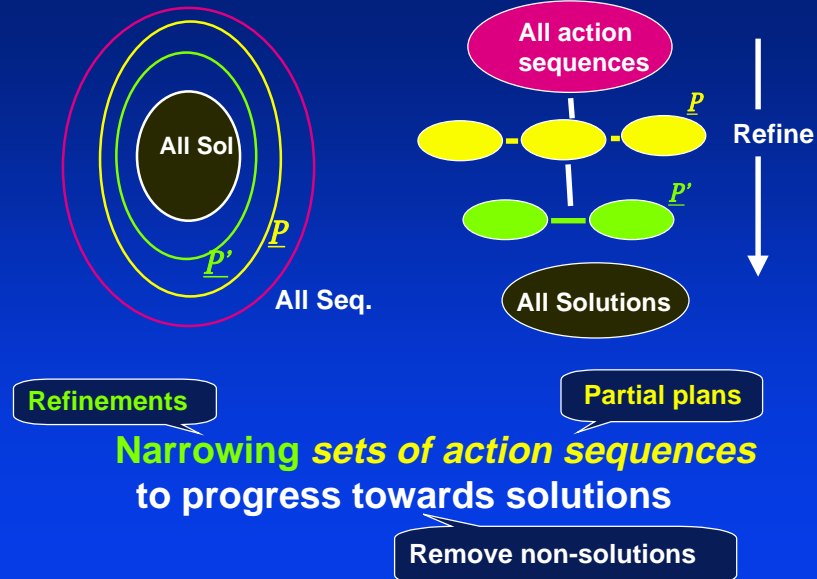 All Sol
P
P'
All Seq.
All action
sequences
P
Refine
P'
All Solutions
Refinements
Partial plans
Narrowing sets of action sequences
to progress towards solutions
Remove non-solutions